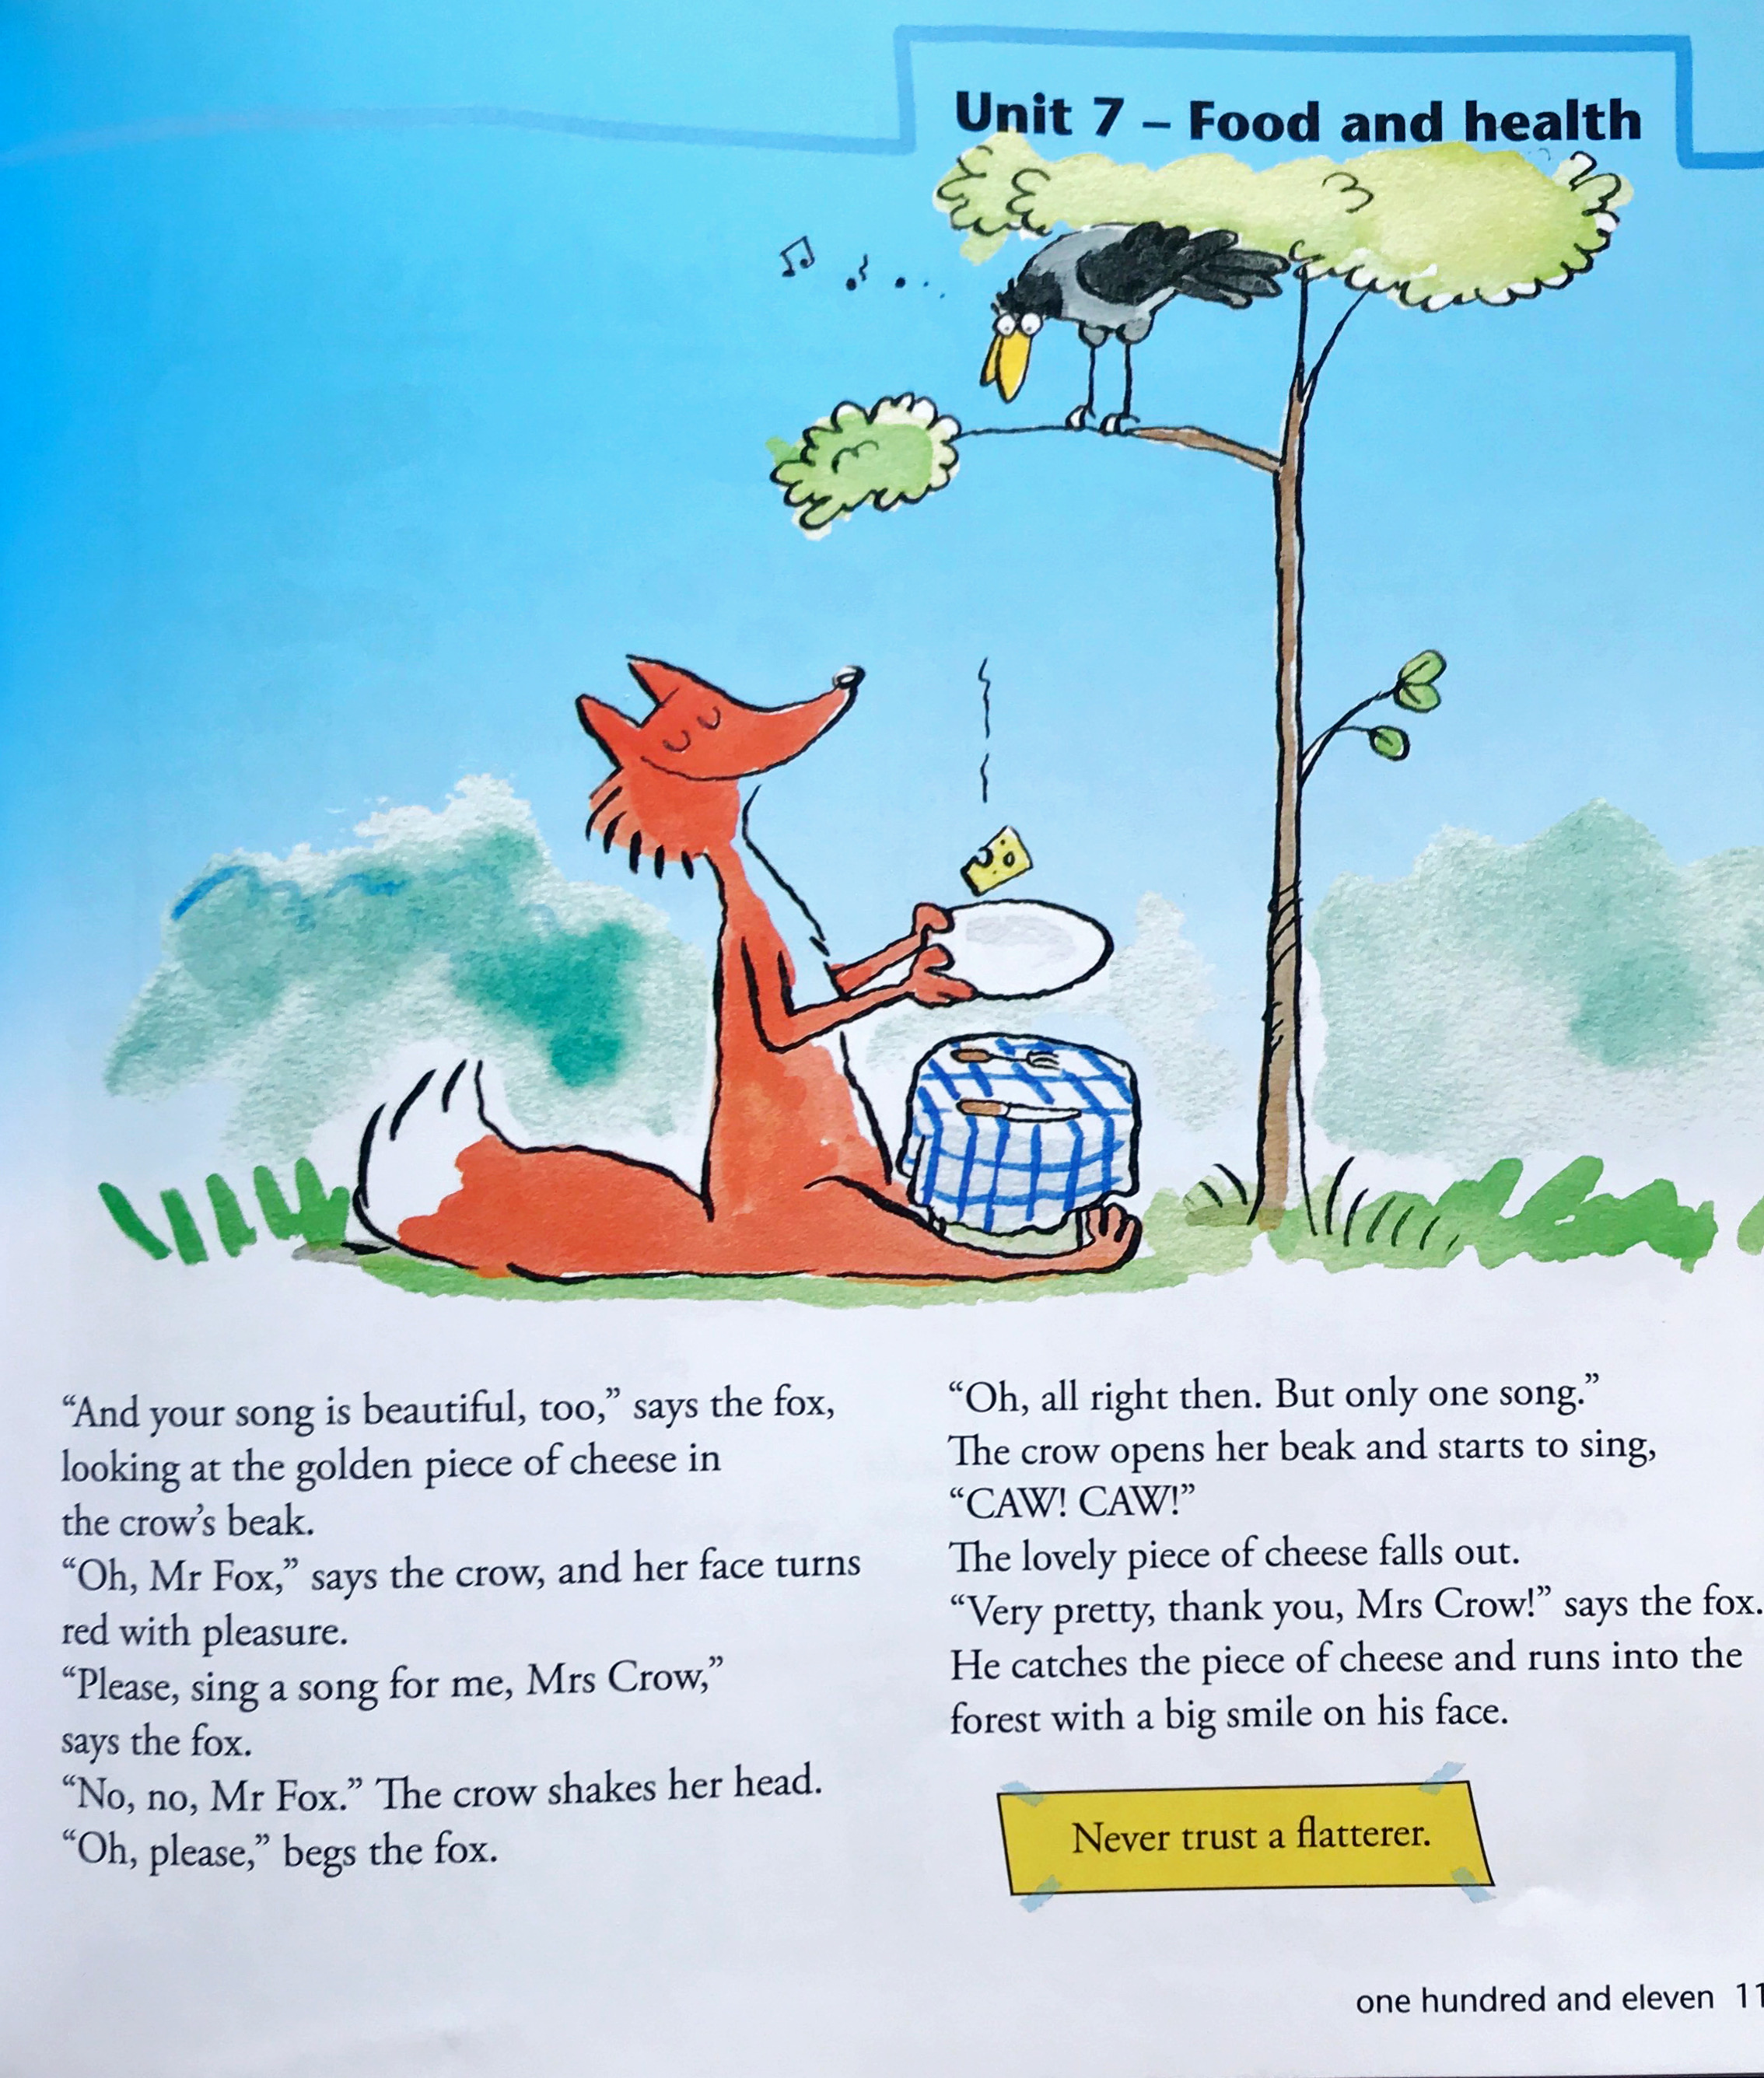 Unit 7 – Food and health
“And your song is beautiful, too,” says the fox,
looking at the golden piece of cheese in
the crow’s beak.
“Oh, Mr Fox,” says the crow, and her face turns
red with pleasure.
“Please, sing a song for me, Mrs Crow,”
says the fox.
“No, no, Mr Fox.” The crow shakes her head.
“Oh, please,” begs the fox.
“Oh, all right then. But only one song.”
The crow opens her beak and starts to sing,
“CAW! CAW!”
The lovely piece of cheese falls out.
“Very pretty, thank you, Mrs Crow!” says the fox.
He catches the piece of cheese and runs into the
forest with a big smile on his face.
Never trust a flatterer.
one hundred and eleven 11